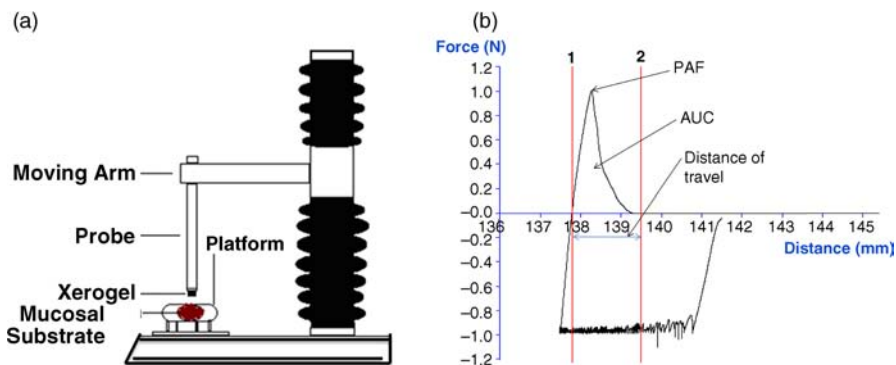 (a)
Moving Arm
Probe
Platform
Xerogel
Mucosal
Substrate
(b)
Force (N)
1
2
1.2
1.0
0.8
0.6
0.4
0.2
–0.0
–0.2
–0.4
–0.6
–0.8
–1.0
–1.2
PAF
AUC
Distance of
travel
136 137 138 139 140 141 142 143 144 145
Distance (mm)